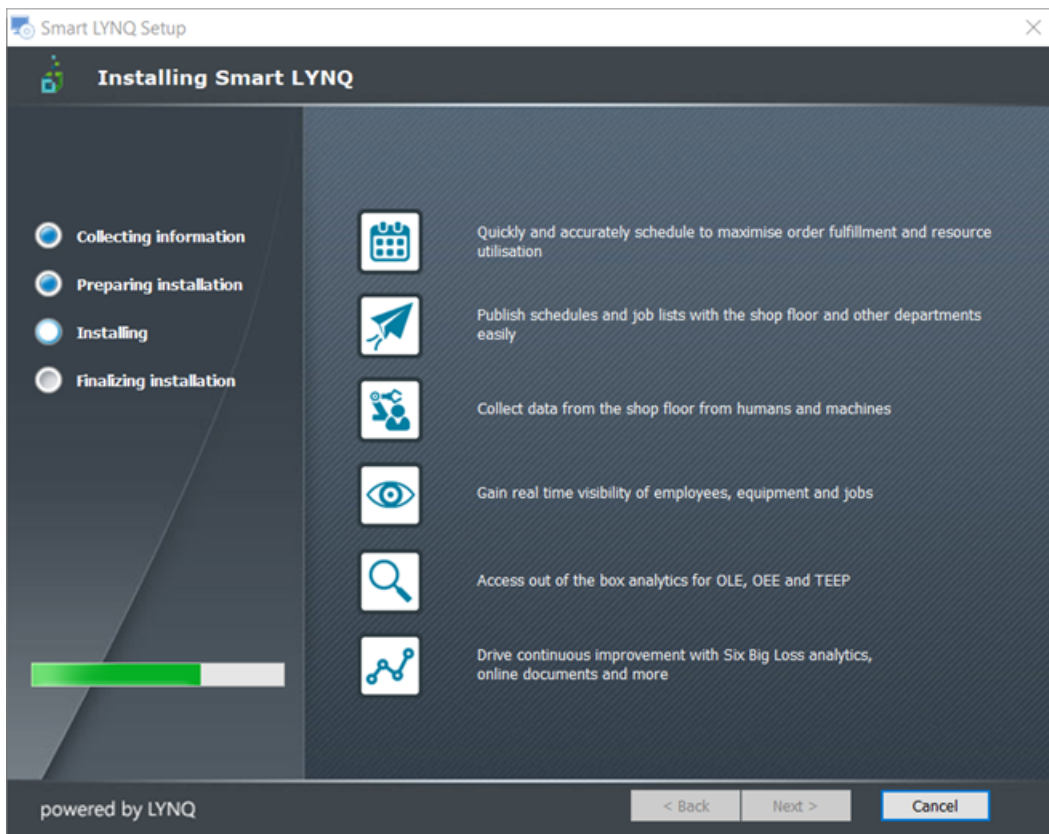 Smart LYNQ Setup
Installing Smart LYNQ
Collecting information
Preparing installation
Installing
Finalizing installation
Quickly and accurately schedule to maximise order fulfillment and resource
utilisation
Publish schedules and job lists with the shop floor and other departments
easily
Collect data from the shop floor from humans and machines
Gain real time visibility of employees, equipment and jobs
Access out of the box analytics for OLE, OEE and TEEP
Drive continuous improvement with Six Big Loss analytics,
online documents and more
powered by LYNQ
< Back
Next >
Cancel